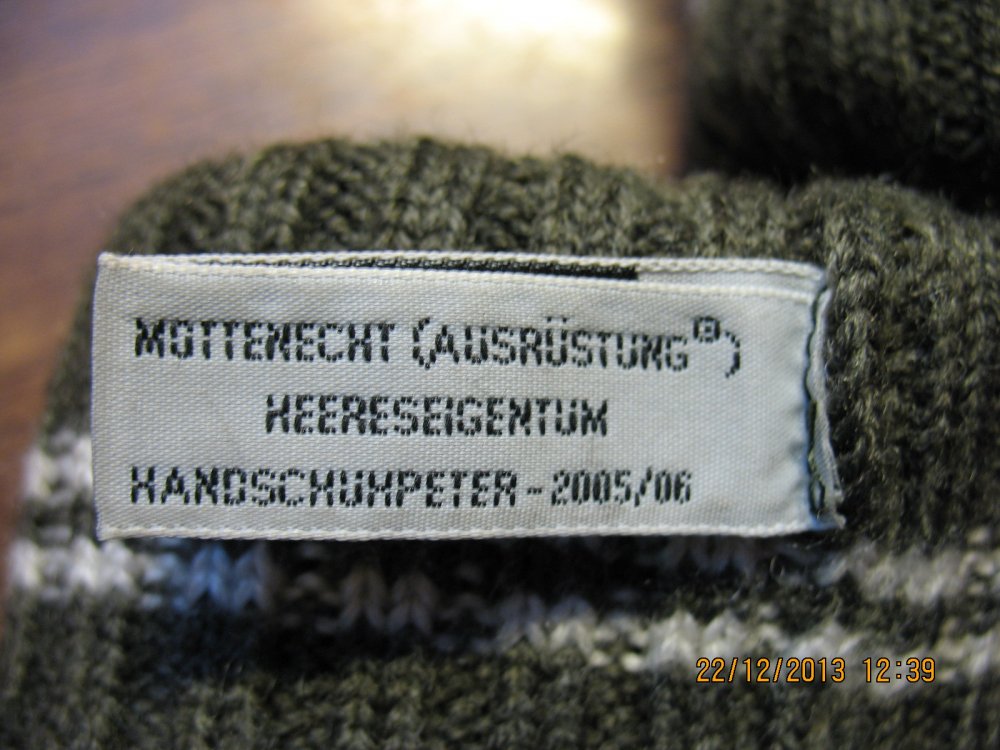 MOTTENECHT (AUSRÜSTUNG®)
HEERESEIGENTUM
HANDSCHUHPETER - 2005/06
22/12/2013 12:39